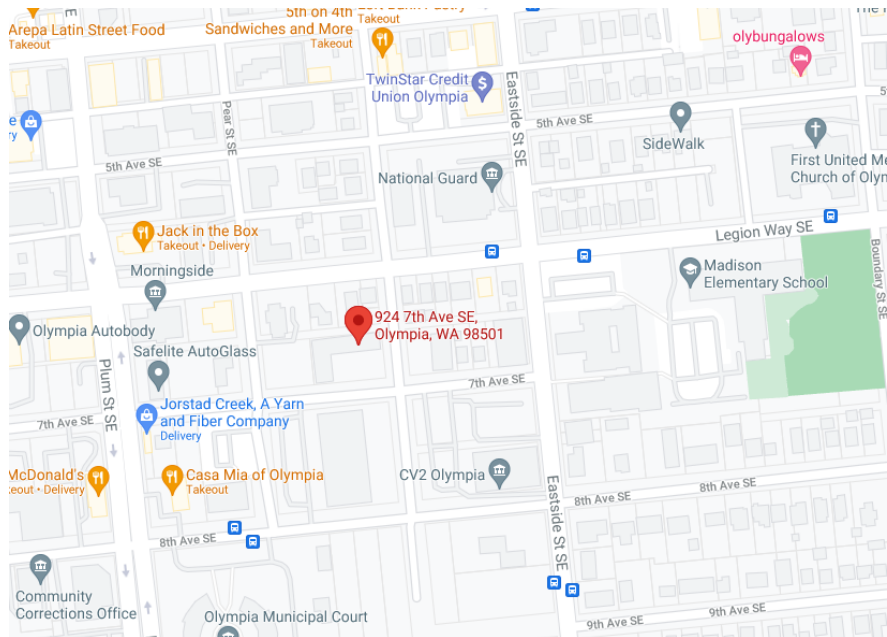 5th on 4th
Sandwiches and More
Takeout
Arepa Latin Street Food
Takeout
olybungalows
TwinStar Credit
Union Olympia
Eastside St SE
Pear St SE
5th Ave SE
SideWalk
First United Me
Church of Olym
5th Ave SE
National Guard
Legion Way SE
Jack in the Box
Takeout • Delivery
Morningside
Madison
Elementary School
Boundary St SE
924 7th Ave SE,
Olympia, WA 98501
Olympia Autobody
Safelite AutoGlass
Plum St SE
7th Ave SE
Jorstad Creek, A Yarn
and Fiber Company
Delivery
7th Ave SE
McDonald's
keout • Delivery
Casa Mia of Olympia
Takeout
CV2 Olympia
8th Ave SE
8th Ave SE
8th Ave SE
Eastside St SE
Community
Corrections Office
Olympia Municipal Court
9th Ave SE
9th Ave SE